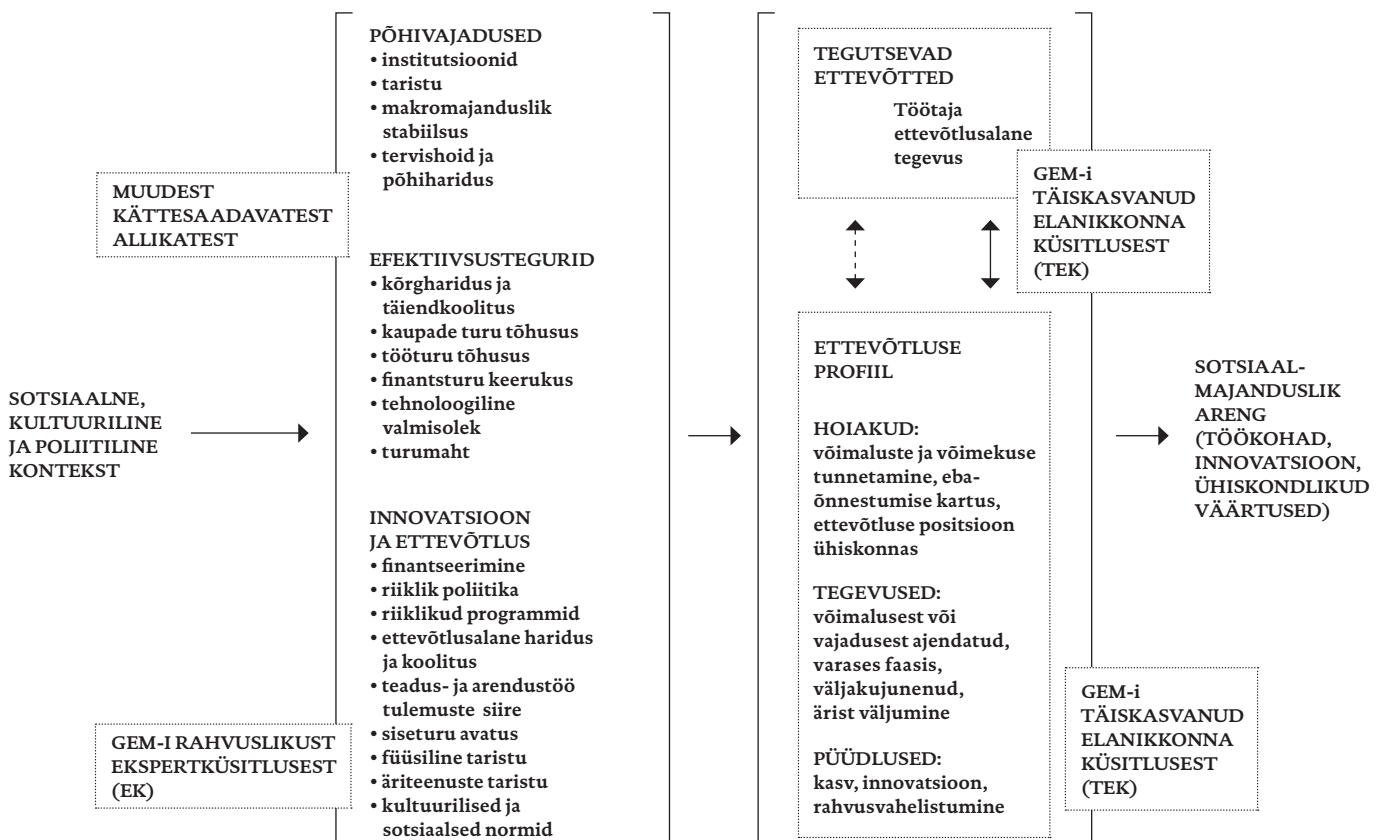 SOTSIAALNE,
KULTUURILINE
JA POLIITILINE
KONTEKST
MUUDEST
KÄTTESAADAVATEST
ALLIKATEST
GEM-I RAHVUSLIKUST
EKSPERTKÜSITLUSEST
(EK)
PÕHIVAJADUSED
• institutsioonid
• taristu
• makromajanduslik
stabiilsus
• tervishoid ja
põhiharidus
EFEKTIIVSUSTEGURID
• kõrgharidus ja
täiendkoolitus
• kaupade turu tõhusus
• tööturu tõhusus
• finantsturu keerukus
• tehnoloogiline
valmisolek
• turumaht
INNOVATSIOON
JA ETTEVÕTLUS
• finantseerimine
• riiklik poliitika
• riiklikud programmid
• ettevõtlusalane haridus
ja koolitus
• teadus- ja arendustöö
tulemuste siire
• siseturu avatus
• füüsiline taristu
• äriteenuste taristu
• kultuurilised ja
sotsiaalsed normid
TEGUTSEVAD
ETTEVÕTTED
Töötaja
ettevõtlusalane
tegevus
GEM-i
TÄISKASVANUD
ELANIKKONNA
KÜSITLUSEST
(TEK)
ETTEVÕTLUSE
PROFIIL
HOIAKUD:
võimaluste ja võimekuse
tunnetamine, eba-
õnnestumise kartus,
ettevõtluse positsioon
ühiskonnas
TEGEVUSED:
võimalusest või
vajadusest ajendatud,
varases faasis,
väljakujunenud,
ärist väljumine
PÜÜDLUSED:
kasv, innovatsioon,
rahvusvahelistumine
GEM-i
TÄISKASVANUD
ELANIKKONNA
KÜSITLUSEST
(TEK)
SOTSIAAL-
MAJANDUSLIK
ARENG
(TÖÖKOHAD,
INNOVATSIOON,
ÜHISKONDLIKUD
VÄÄRTUSED)